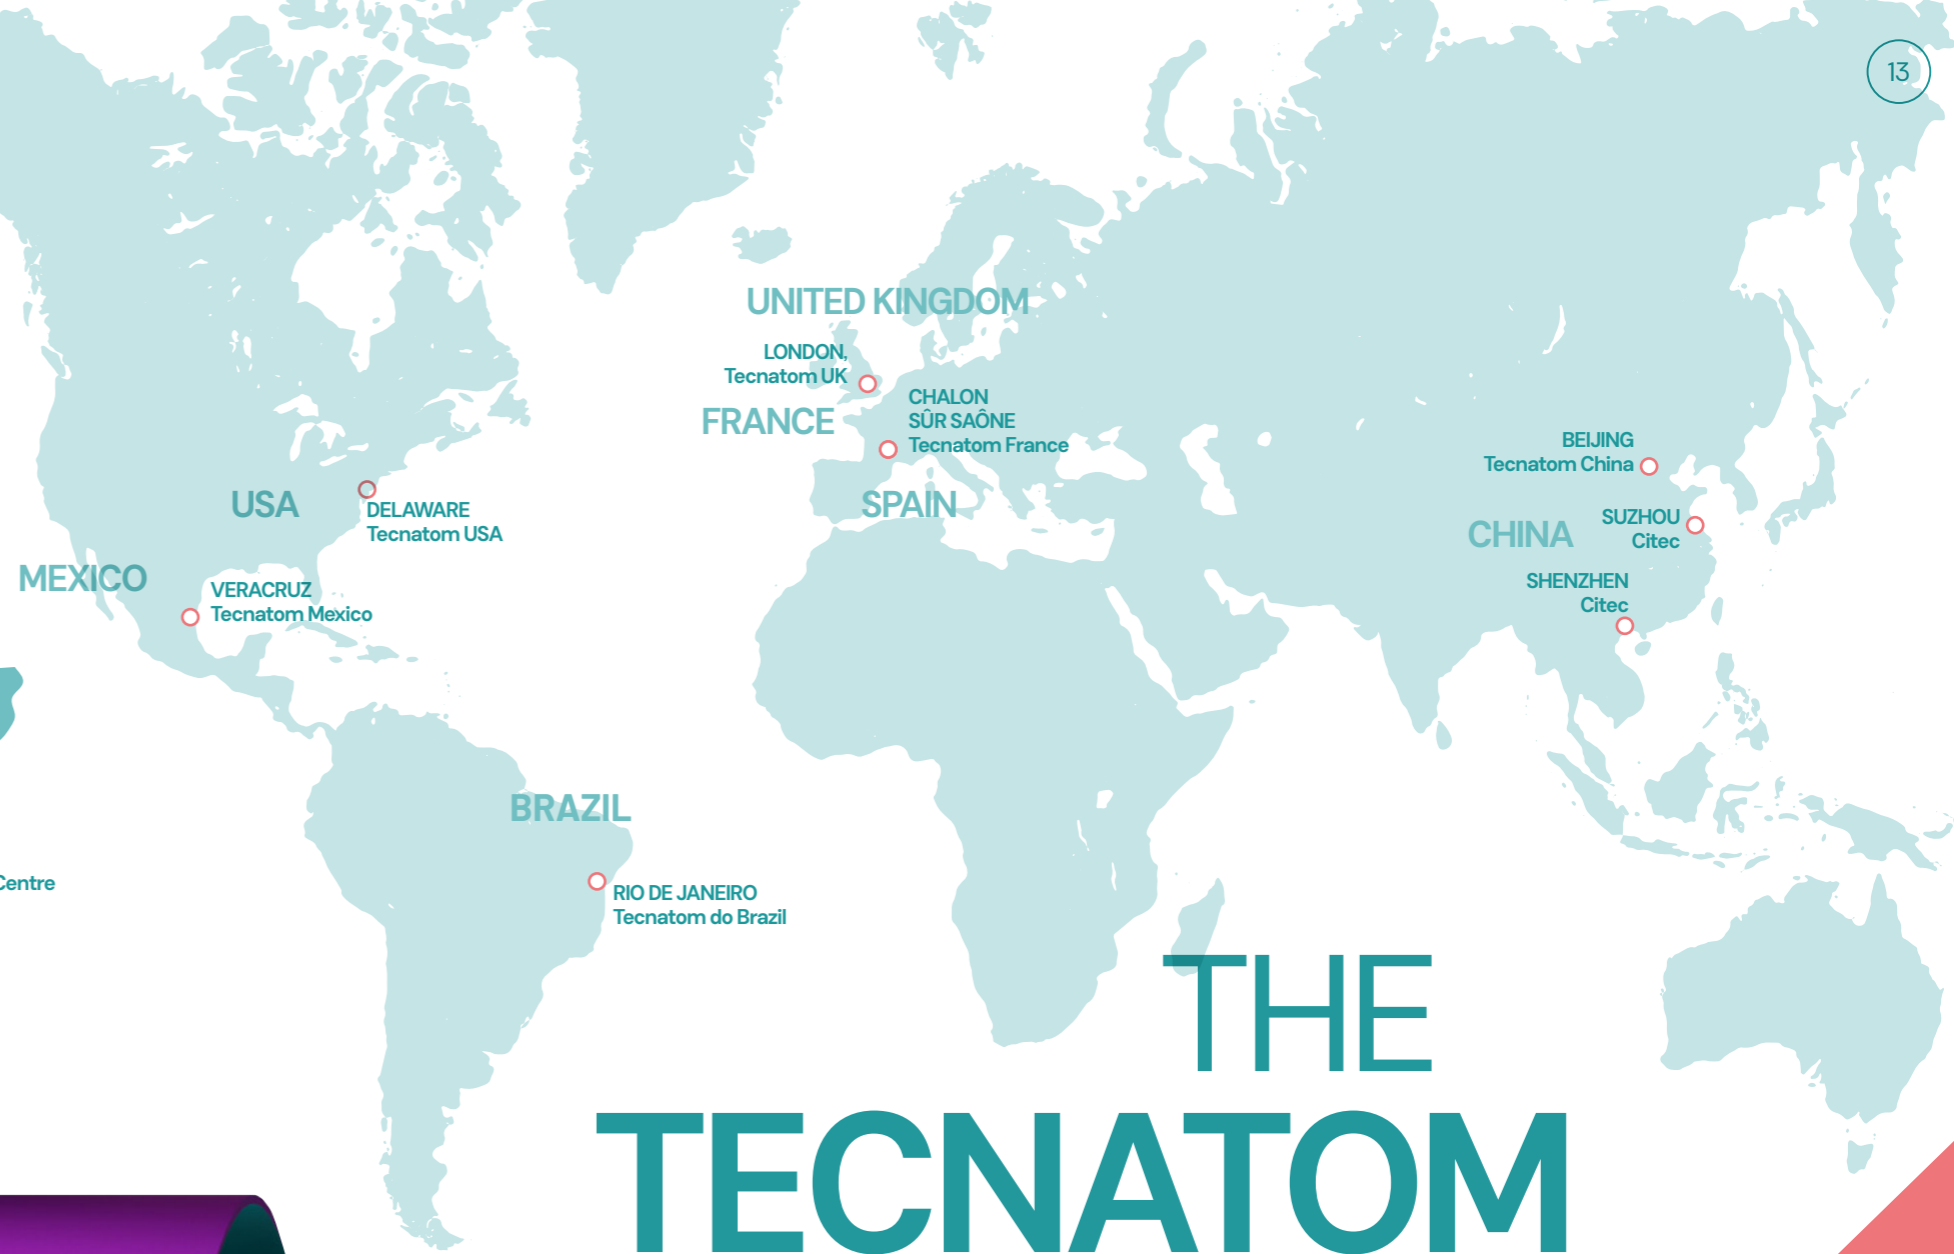 13
UNITED KINGDOM
LONDON,
Tecnatom UK
CHALON
SÛR SAÔNE
Tecnatom France
FRANCE
SPAIN
USA
DELAWARE
Tecnatom USA
MEXICO
VERACRUZ
Tecnatom Mexico
BEIJING
Tecnatom China
CHINA
SUZHOU
Citec
SHENZHEN
Citec
BRAZIL
RIO DE JANEIRO
Tecnatom do Brazil
Centre
THE
TECNATOM